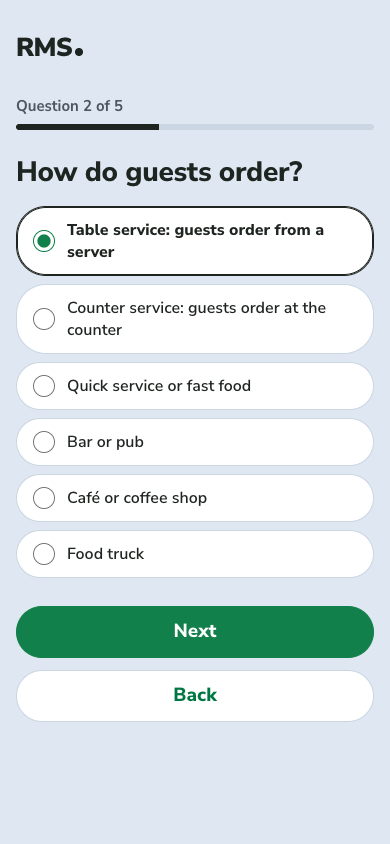 RMS.
Question 2 of 5
How do guests order?
Table service: guests order from a
server
Counter service: guests order at the
counter
Quick service or fast food
Bar or pub
Café or coffee shop
Food truck
Next
Back